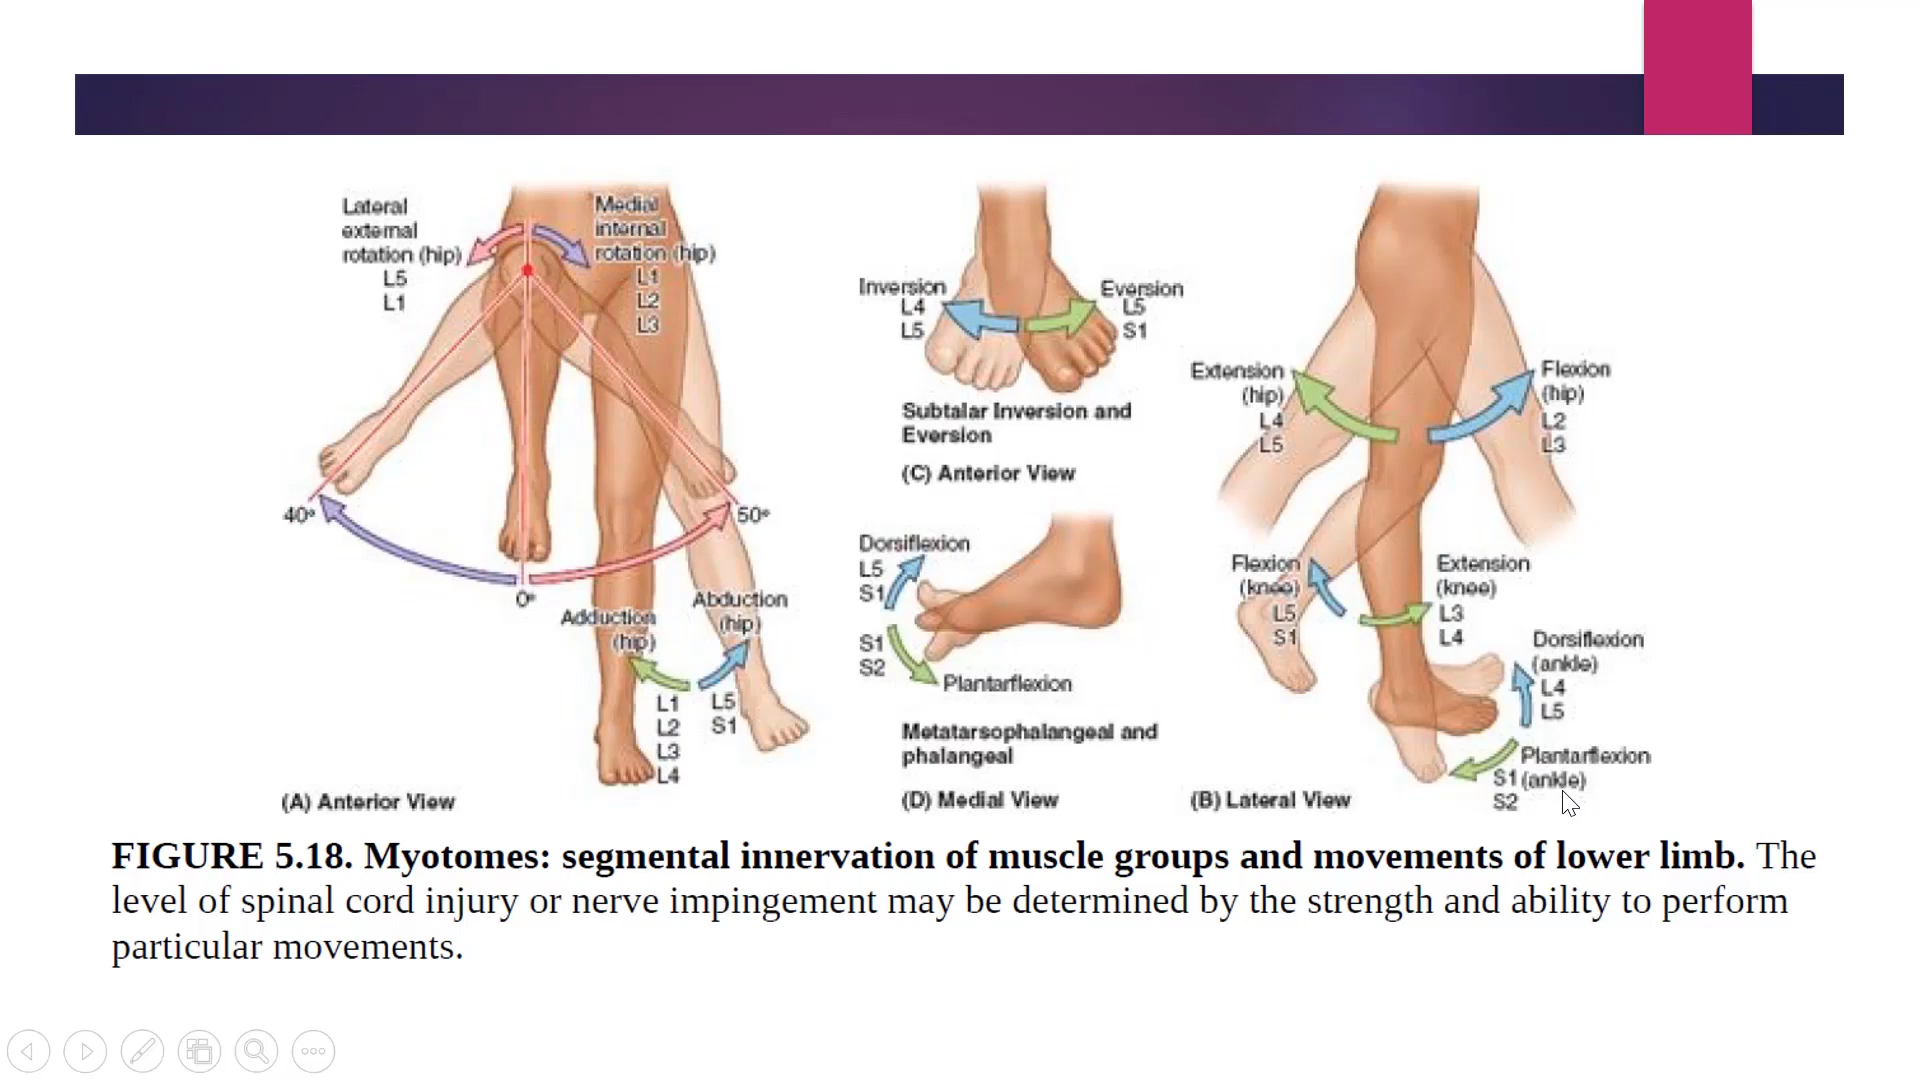 Lateral
external
rotation (hip)
L5
L1
Medial
internal
rotation (hip)
L1
L2
L3
40°
50°
0°
Adduction
(hip)
L1
L2
L3
L4
Abduction
(hip)
L5
S1
(A) Anterior View
Inversion
L4
L5
Eversion
L5
S1
Subtalar Inversion and
Eversion
(C) Anterior View
Dorsiflexion
L5
S1
S1
S2
Plantarflexion
Metatarsophalangeal and
phalangeal
(D) Medial View
Extension
(hip)
L4
L5
Flexion
(hip)
L2
L3
Flexion
(knee)
L5
S1
Extension
(knee)
L3
L4
Dorsiflexion
(ankle)
L4
L5
Plantarflexion
S1 (ankle)
S2
(B) Lateral View
FIGURE 5.18. Myotomes: segmental innervation of muscle groups and movements of lower limb. The
level of spinal cord injury or nerve impingement may be determined by the strength and ability to perform
particular movements.